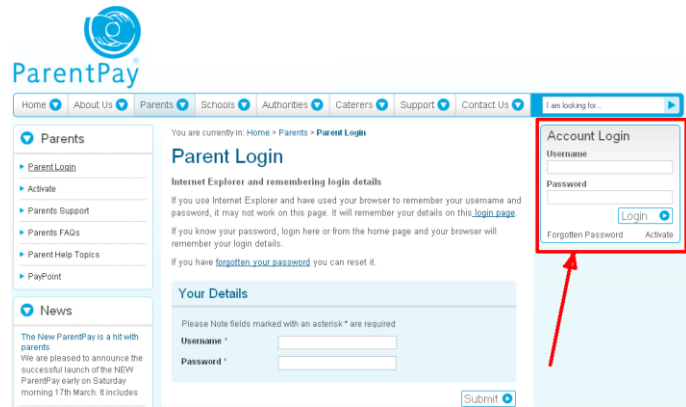 ParentPay
Home About Us Parents Schools Authorities Caterers Support Contact Us I am looking for...
Parents
Parent Login
Activate
Parents Support
Parents FAQs
Parent Help Topics
PayPoint
News
The New ParentPay is a hit with
parents
We are pleased to announce the
successful launch of the NEW
ParentPay early on Saturday
morning 17th March. It includes
You are currently in: Home > Parents > Parent Login
Parent Login
Internet Explorer and remembering login details
If you use Internet Explorer and have used your browser to remember your username and
password, it may not work on this page. It will remember your details on this login page.
If you know your password, login here or from the home page and your browser will
remember your login details.
If you have forgotten your password you can reset it.
Your Details
Please Note fields marked with an asterisk * are required
Username *
Password *
Submit
Account Login
Username
Password
Login
Forgotten Password Activate